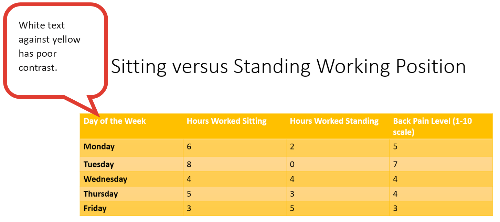 White text
against yellow
has poor
contrast.
Sitting versus Standing Working Position
Day of the Week Hours Worked Sitting Hours Worked Standing Back Pain Level (1-10
scale)
Monday 6 2 5
Tuesday 8 0 7
Wednesday 4 4 4
Thursday 5 3 4
Friday 3 5 3